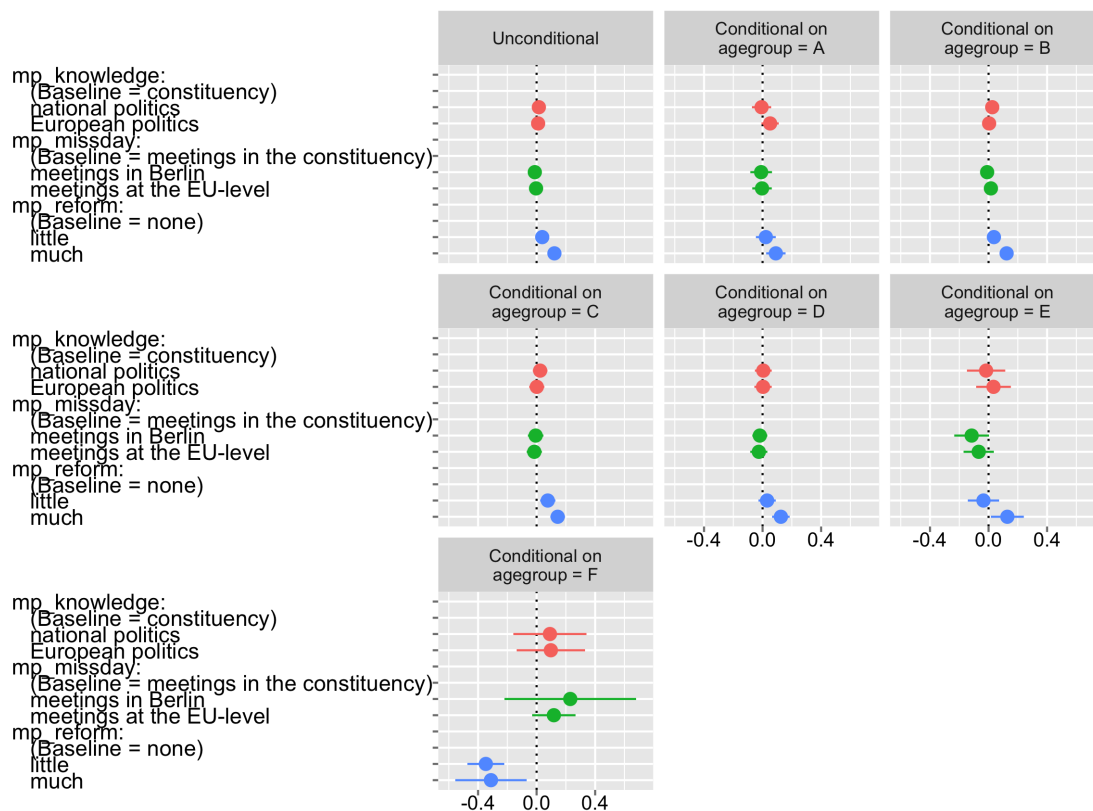 Unconditional
Conditional on
agegroup = A
Conditional on
agegroup = B
mp_knowledge:
(Baseline = constituency)
national politics
European politics
mp_missday:
(Baseline = meetings in the constituency)
meetings in Berlin
meetings at the EU-level
mp_reform:
(Baseline = none)
little
much
Conditional on
agegroup = C
Conditional on
agegroup = D
Conditional on
agegroup = E
mp_knowledge:
(Baseline = constituency)
national politics
European politics
mp_missday:
(Baseline = meetings in the constituency)
meetings in Berlin
meetings at the EU-level
mp_reform:
(Baseline = none)
little
much
-0.4 0.0 0.4
-0.4 0.0 0.4
Conditional on
agegroup = F
mp_knowledge:
(Baseline = constituency)
national politics
European politics
mp_missday:
(Baseline = meetings in the constituency)
meetings in Berlin
meetings at the EU-level
mp_reform:
(Baseline = none)
little
much
-0.4 0.0 0.4